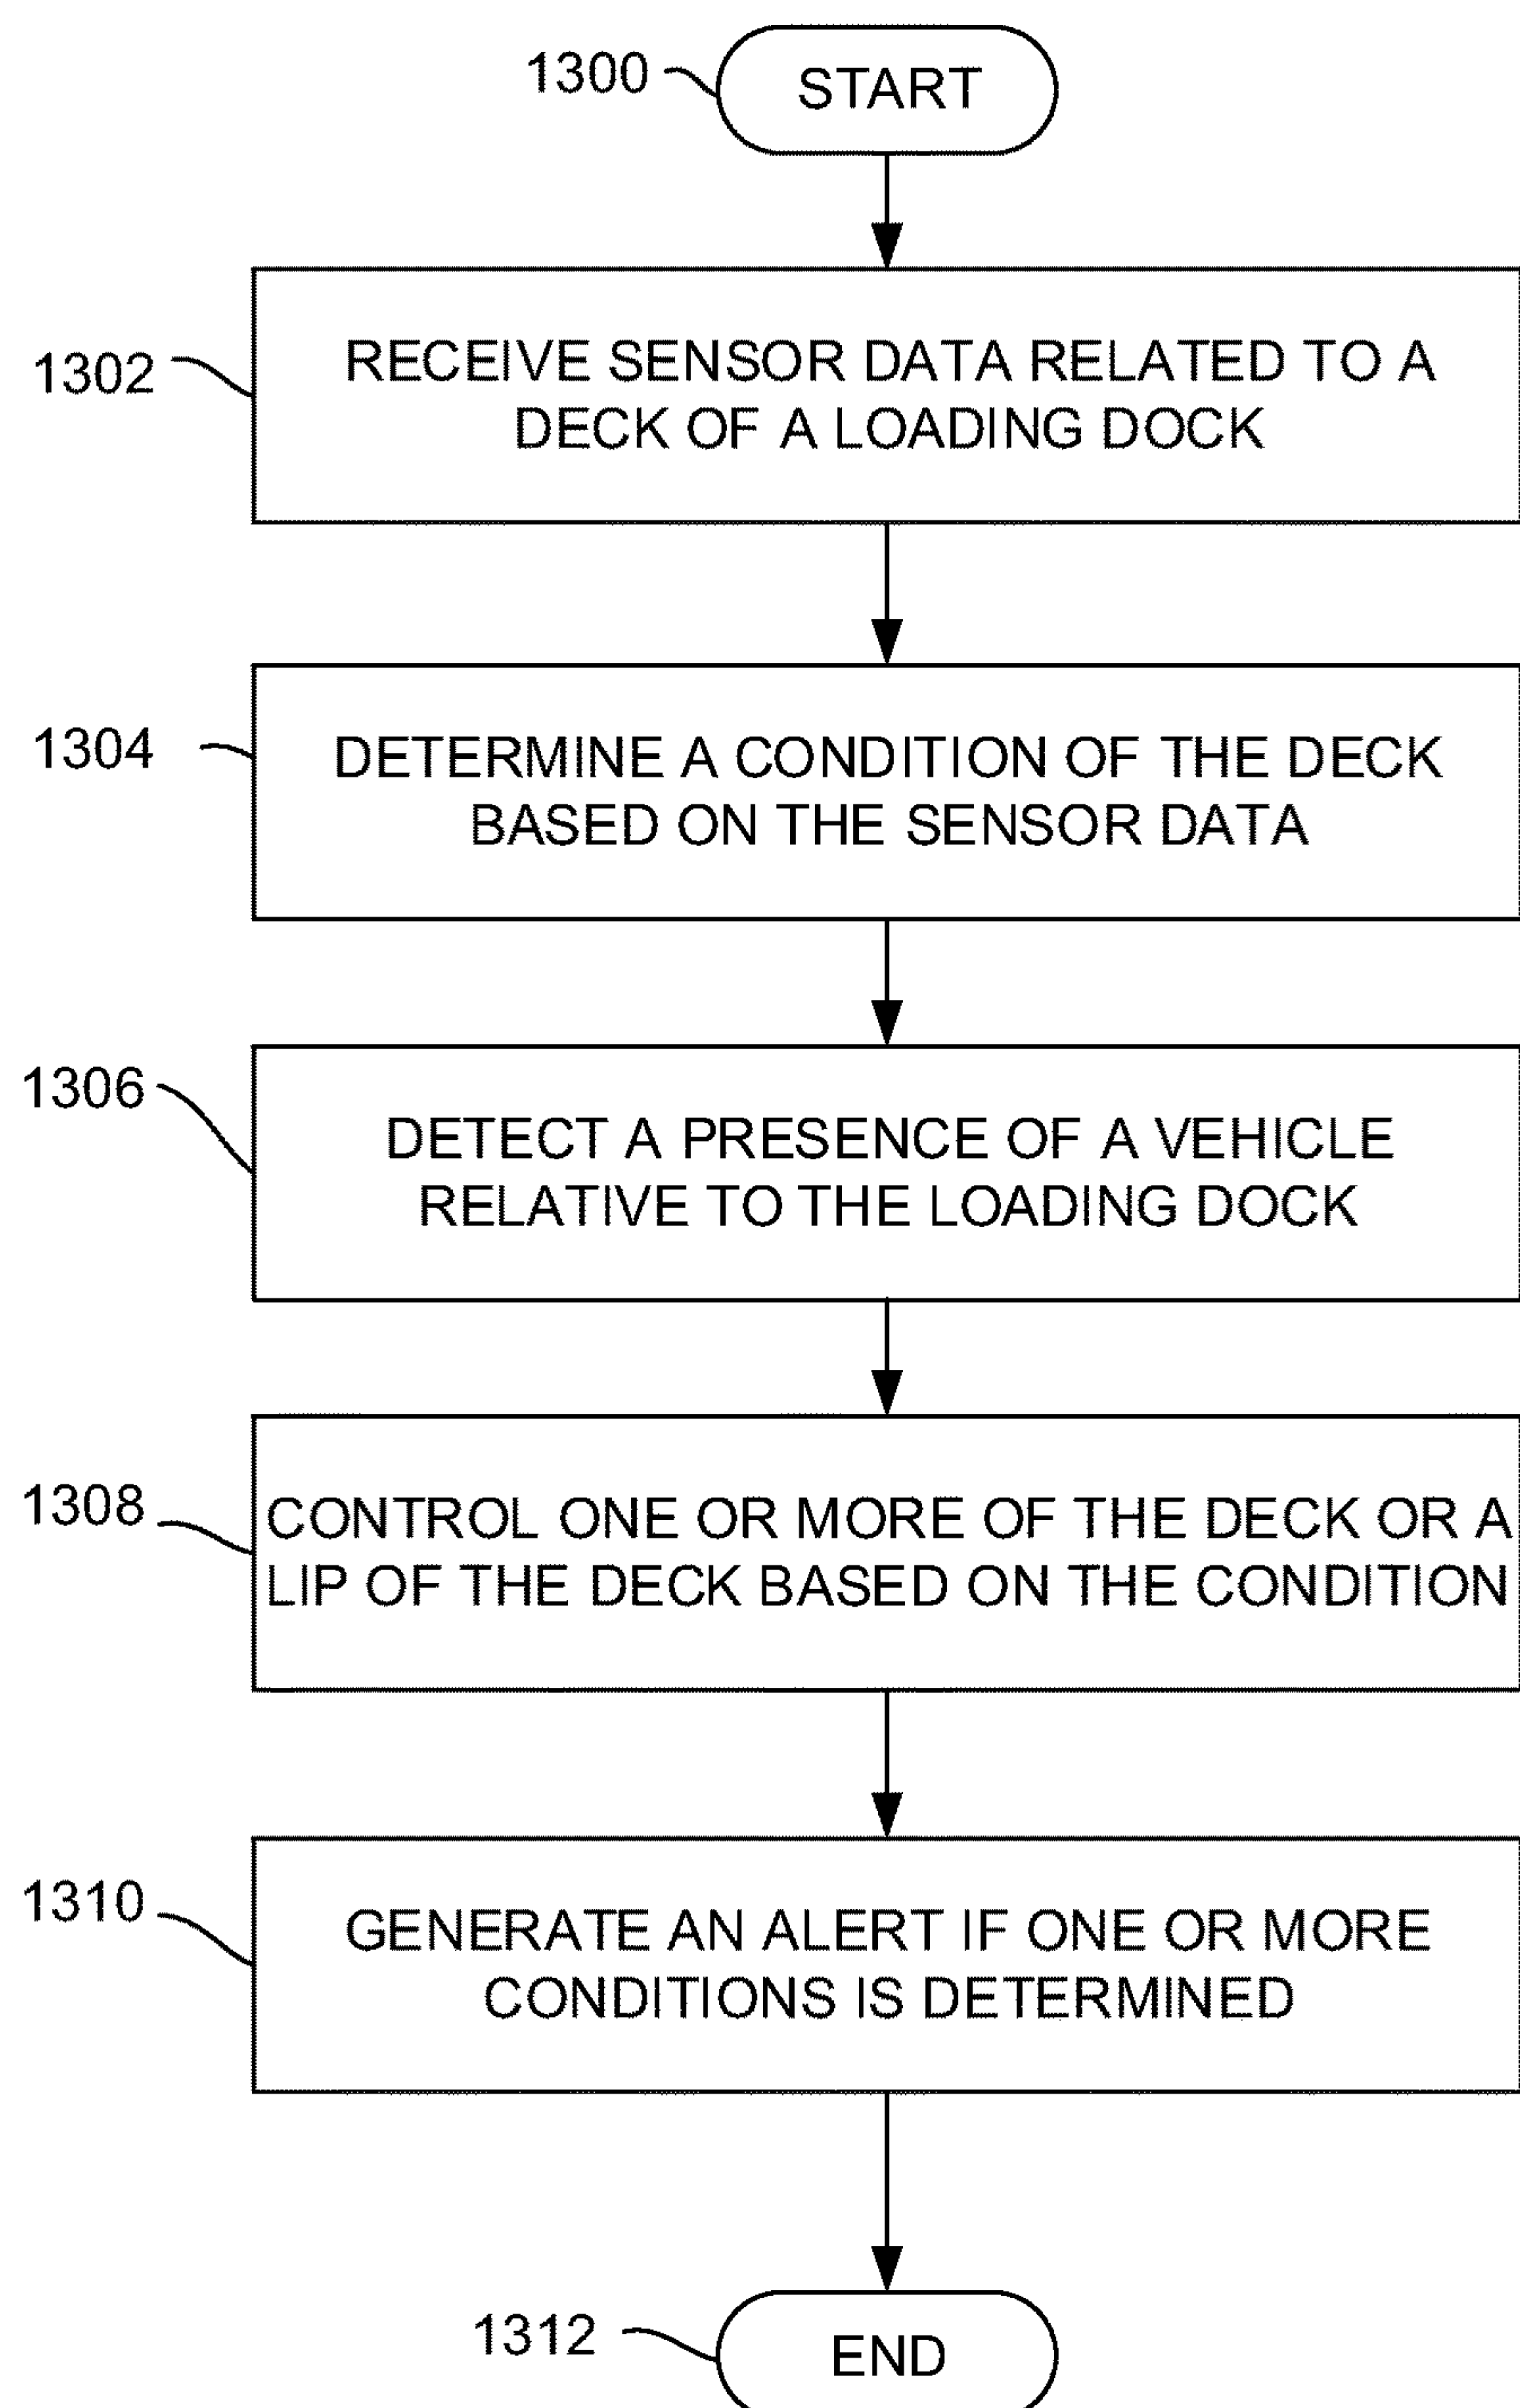 1300
START
1302
RECEIVE SENSOR DATA RELATED TO A
DECK OF A LOADING DOCK
1304
DETERMINE A CONDITION OF THE DECK
BASED ON THE SENSOR DATA
1306
DETECT A PRESENCE OF A VEHICLE
RELATIVE TO THE LOADING DOCK
1308
CONTROL ONE OR MORE OF THE DECK OR A
LIP OF THE DECK BASED ON THE CONDITION
1310
GENERATE AN ALERT IF ONE OR MORE
CONDITIONS IS DETERMINED
1312
END